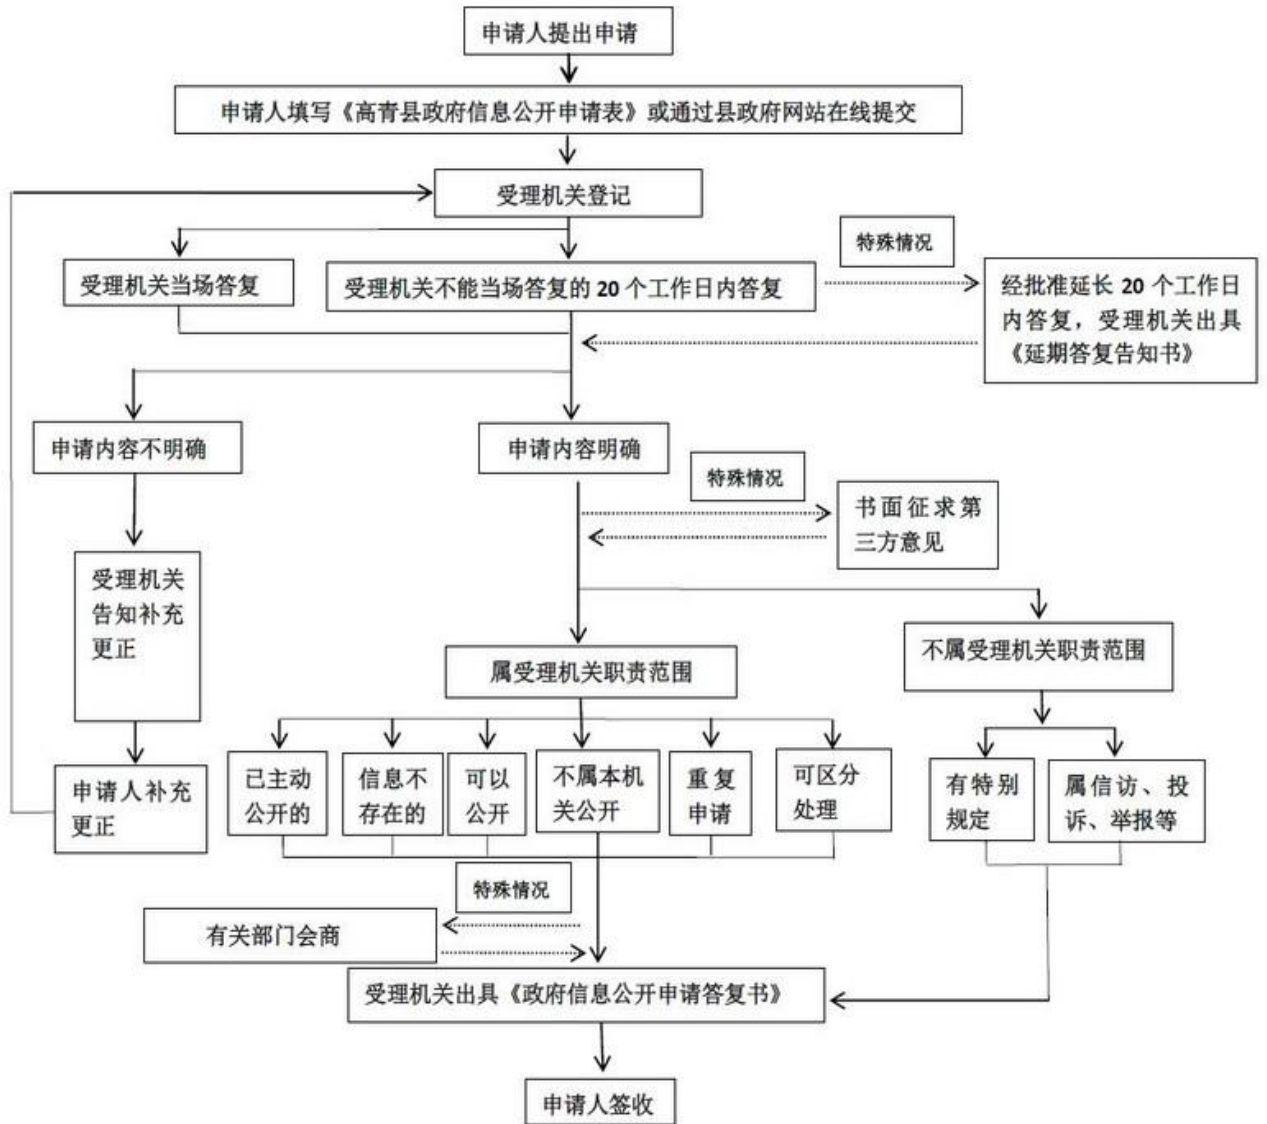 申请人提出申请
申请人填写《高青县政府信息公开申请表》或通过县政府网站在线提交
受理机关登记
特殊情况
受理机关当场答复
受理机关不能当场答复的 20 个工作日内答复
经批准延长 20 个工作日
内答复，受理机关出具
《延期答复告知书》
申请内容不明确
申请内容明确
特殊情况
书面征求第
三方意见
受理机关
告知补充
更正
属受理机关职责范围
不属受理机关职责范围
申请人补充
更正
已主动
公开的
信息不
存在的
可以
公开
不属本机
关公开
重复
申请
可区分
处理
有特别
规定
属信访、投
诉、举报等
特殊情况
有关部门会商
受理机关出具《政府信息公开申请答复书》
申请人签收